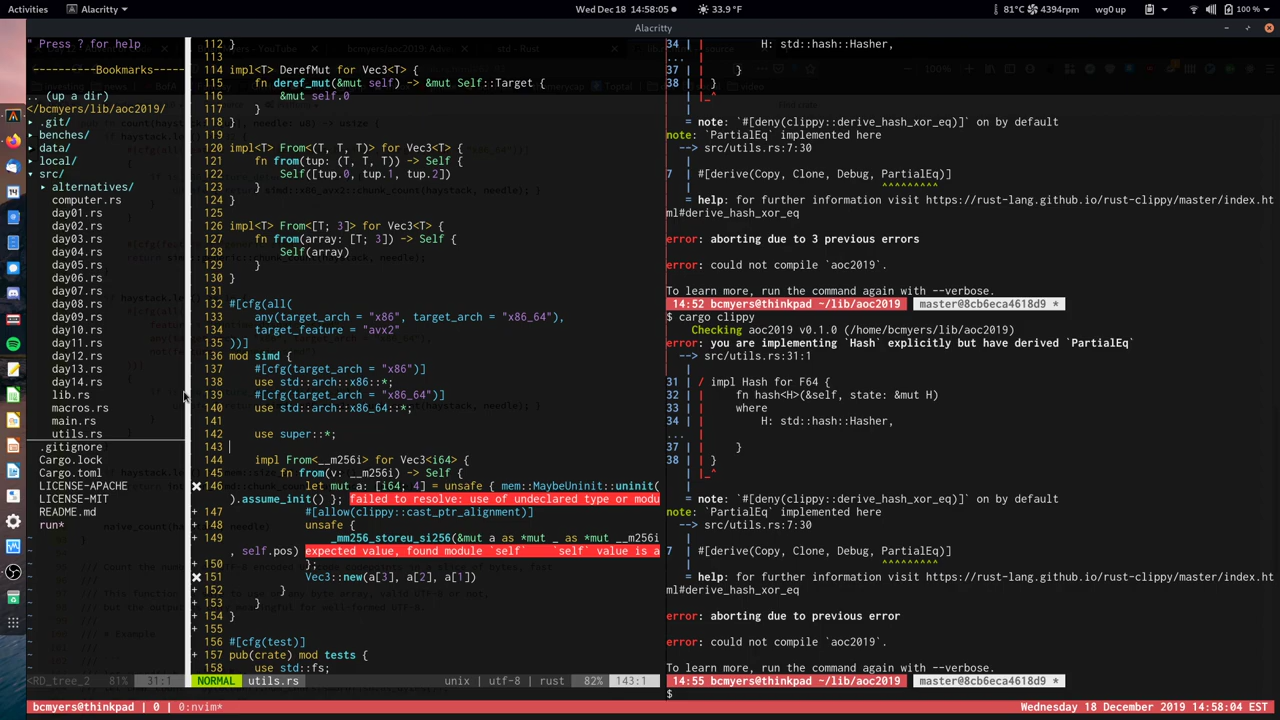 Activities Alacritty Wed Dec 18 14:58:05 33.9 °F 81°C 4394rpm wg0 up 100 %
Alacritty
" Press ? for help
----------Bookmarks-----
.. (up a dir)
</bcmyers/lib/aoc2019/
.git/
benches/
data/
local/
src/
alternatives/
computer.rs
day01.rs
day02.rs
day03.rs
day04.rs
day05.rs
day06.rs
day07.rs
day08.rs
day09.rs
day10.rs
day11.rs
day12.rs
day13.rs
day14.rs
lib.rs
macros.rs
main.rs
utils.rs
.gitignore
Cargo.lock
Cargo.toml
LICENSE-APACHE
LICENSE-MIT
README.md
run*
<RD_tree_2 81% 31:1
112 }
113
114 impl<T> DerefMut for Vec3<T> {
115 fn deref_mut(&mut self) -> &mut Self::Target {
116 &mut self.0
117 }
118 }
119
120 impl<T> From<(T, T, T)> for Vec3<T> {
121 fn from(tup: (T, T, T)) -> Self {
122 Self([tup.0, tup.1, tup.2])
123 }
124 }
125
126 impl<T> From<[T; 3]> for Vec3<T> {
127 fn from(array: [T; 3]) -> Self {
128 Self(array)
129 }
130 }
131
132 #[cfg(all(
133 any(target_arch = "x86", target_arch = "x86_64"),
134 target_feature = "avx2"
135 ))]
136 mod simd {
137 #[cfg(target_arch = "x86")]
138 use std::arch::x86::*;
139 #[cfg(target_arch = "x86_64")]
140 use std::arch::x86_64::*;
141
142 use super::*;
143
144 impl From<__m256i> for Vec3<i64> {
145 fn from(v: __m256i) -> Self {
146 let mut a: [i64; 4] = unsafe { mem::MaybeUninit::uninit(
).assume_init() }; failed to resolve: use of undeclared type or modu
+ 147 #[allow(clippy::cast_ptr_alignment)]
+ 148 unsafe {
+ 149 _mm256_storeu_si256(&mut a as *mut _ as *mut __m256i
, self.pos) expected value, found module `self` `self` value is a
+ 150 };
151 Vec3::new(a[3], a[2], a[1])
+ 152 }
+ 153 }
+ 154 }
+ 155
+ 156 #[cfg(test)]
+ 157 pub(crate) mod tests {
+ 158 use std::fs;
NORMAL utils.rs unix | utf-8 | rust 82% 143:1
34 | H: std::hash::Hasher,
...
37 | | }
38 | | }
|_^
= note: `#[deny(clippy::derive_hash_xor_eq)]` on by default
note: `PartialEq` implemented here
--> src/utils.rs:7:30
|
7 | #[derive(Copy, Clone, Debug, PartialEq)]
| ^^^^^^^^^
= help: for further information visit https://rust-lang.github.io/rust-clippy/master/index.ht
ml#derive_hash_xor_eq
error: aborting due to 3 previous errors
error: could not compile `aoc2019`.
To learn more, run the command again with --verbose.
14:52 bcmyers@thinkpad ~/lib/aoc2019 master@8cb6eca4618d9 *
$ cargo clippy
Checking aoc2019 v0.1.0 (/home/bcmyers/lib/aoc2019)
error: you are implementing `Hash` explicitly but have derived `PartialEq`
--> src/utils.rs:31:1
|
31 | / impl Hash for F64 {
32 | | fn hash<H>(&self, state: &mut H)
33 | | where
34 | | H: std::hash::Hasher,
... |
37 | | }
38 | | }
| |_^
|
= note: `#[deny(clippy::derive_hash_xor_eq)]` on by default
note: `PartialEq` implemented here
--> src/utils.rs:7:30
|
7 | #[derive(Copy, Clone, Debug, PartialEq)]
| ^^^^^^^^^
= help: for further information visit https://rust-lang.github.io/rust-clippy/master/index.ht
ml#derive_hash_xor_eq
error: aborting due to previous error
error: could not compile `aoc2019`.
To learn more, run the command again with --verbose.
14:55 bcmyers@thinkpad ~/lib/aoc2019 master@8cb6eca4618d9 *
$
bcmyers@thinkpad | 0 | 0:nvim* Wednesday 18 December 2019 14:58:04 EST